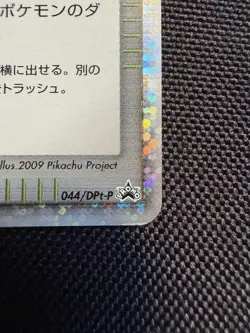 ポケモンのダ
横に出せる。別の
トラッシュ。
llus.2009 Pikachu Project
044/DPt-P